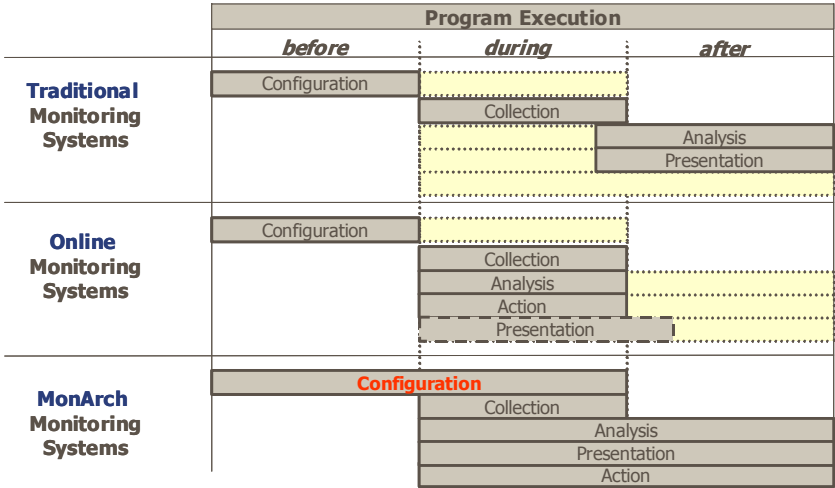 Program Execution
before during after
Traditional
Monitoring
Systems
Configuration
Collection
Analysis
Presentation
Online
Monitoring
Systems
Configuration
Collection
Analysis
Action
Presentation
MonArch
Monitoring
Systems
Configuration
Collection
Analysis
Presentation
Action